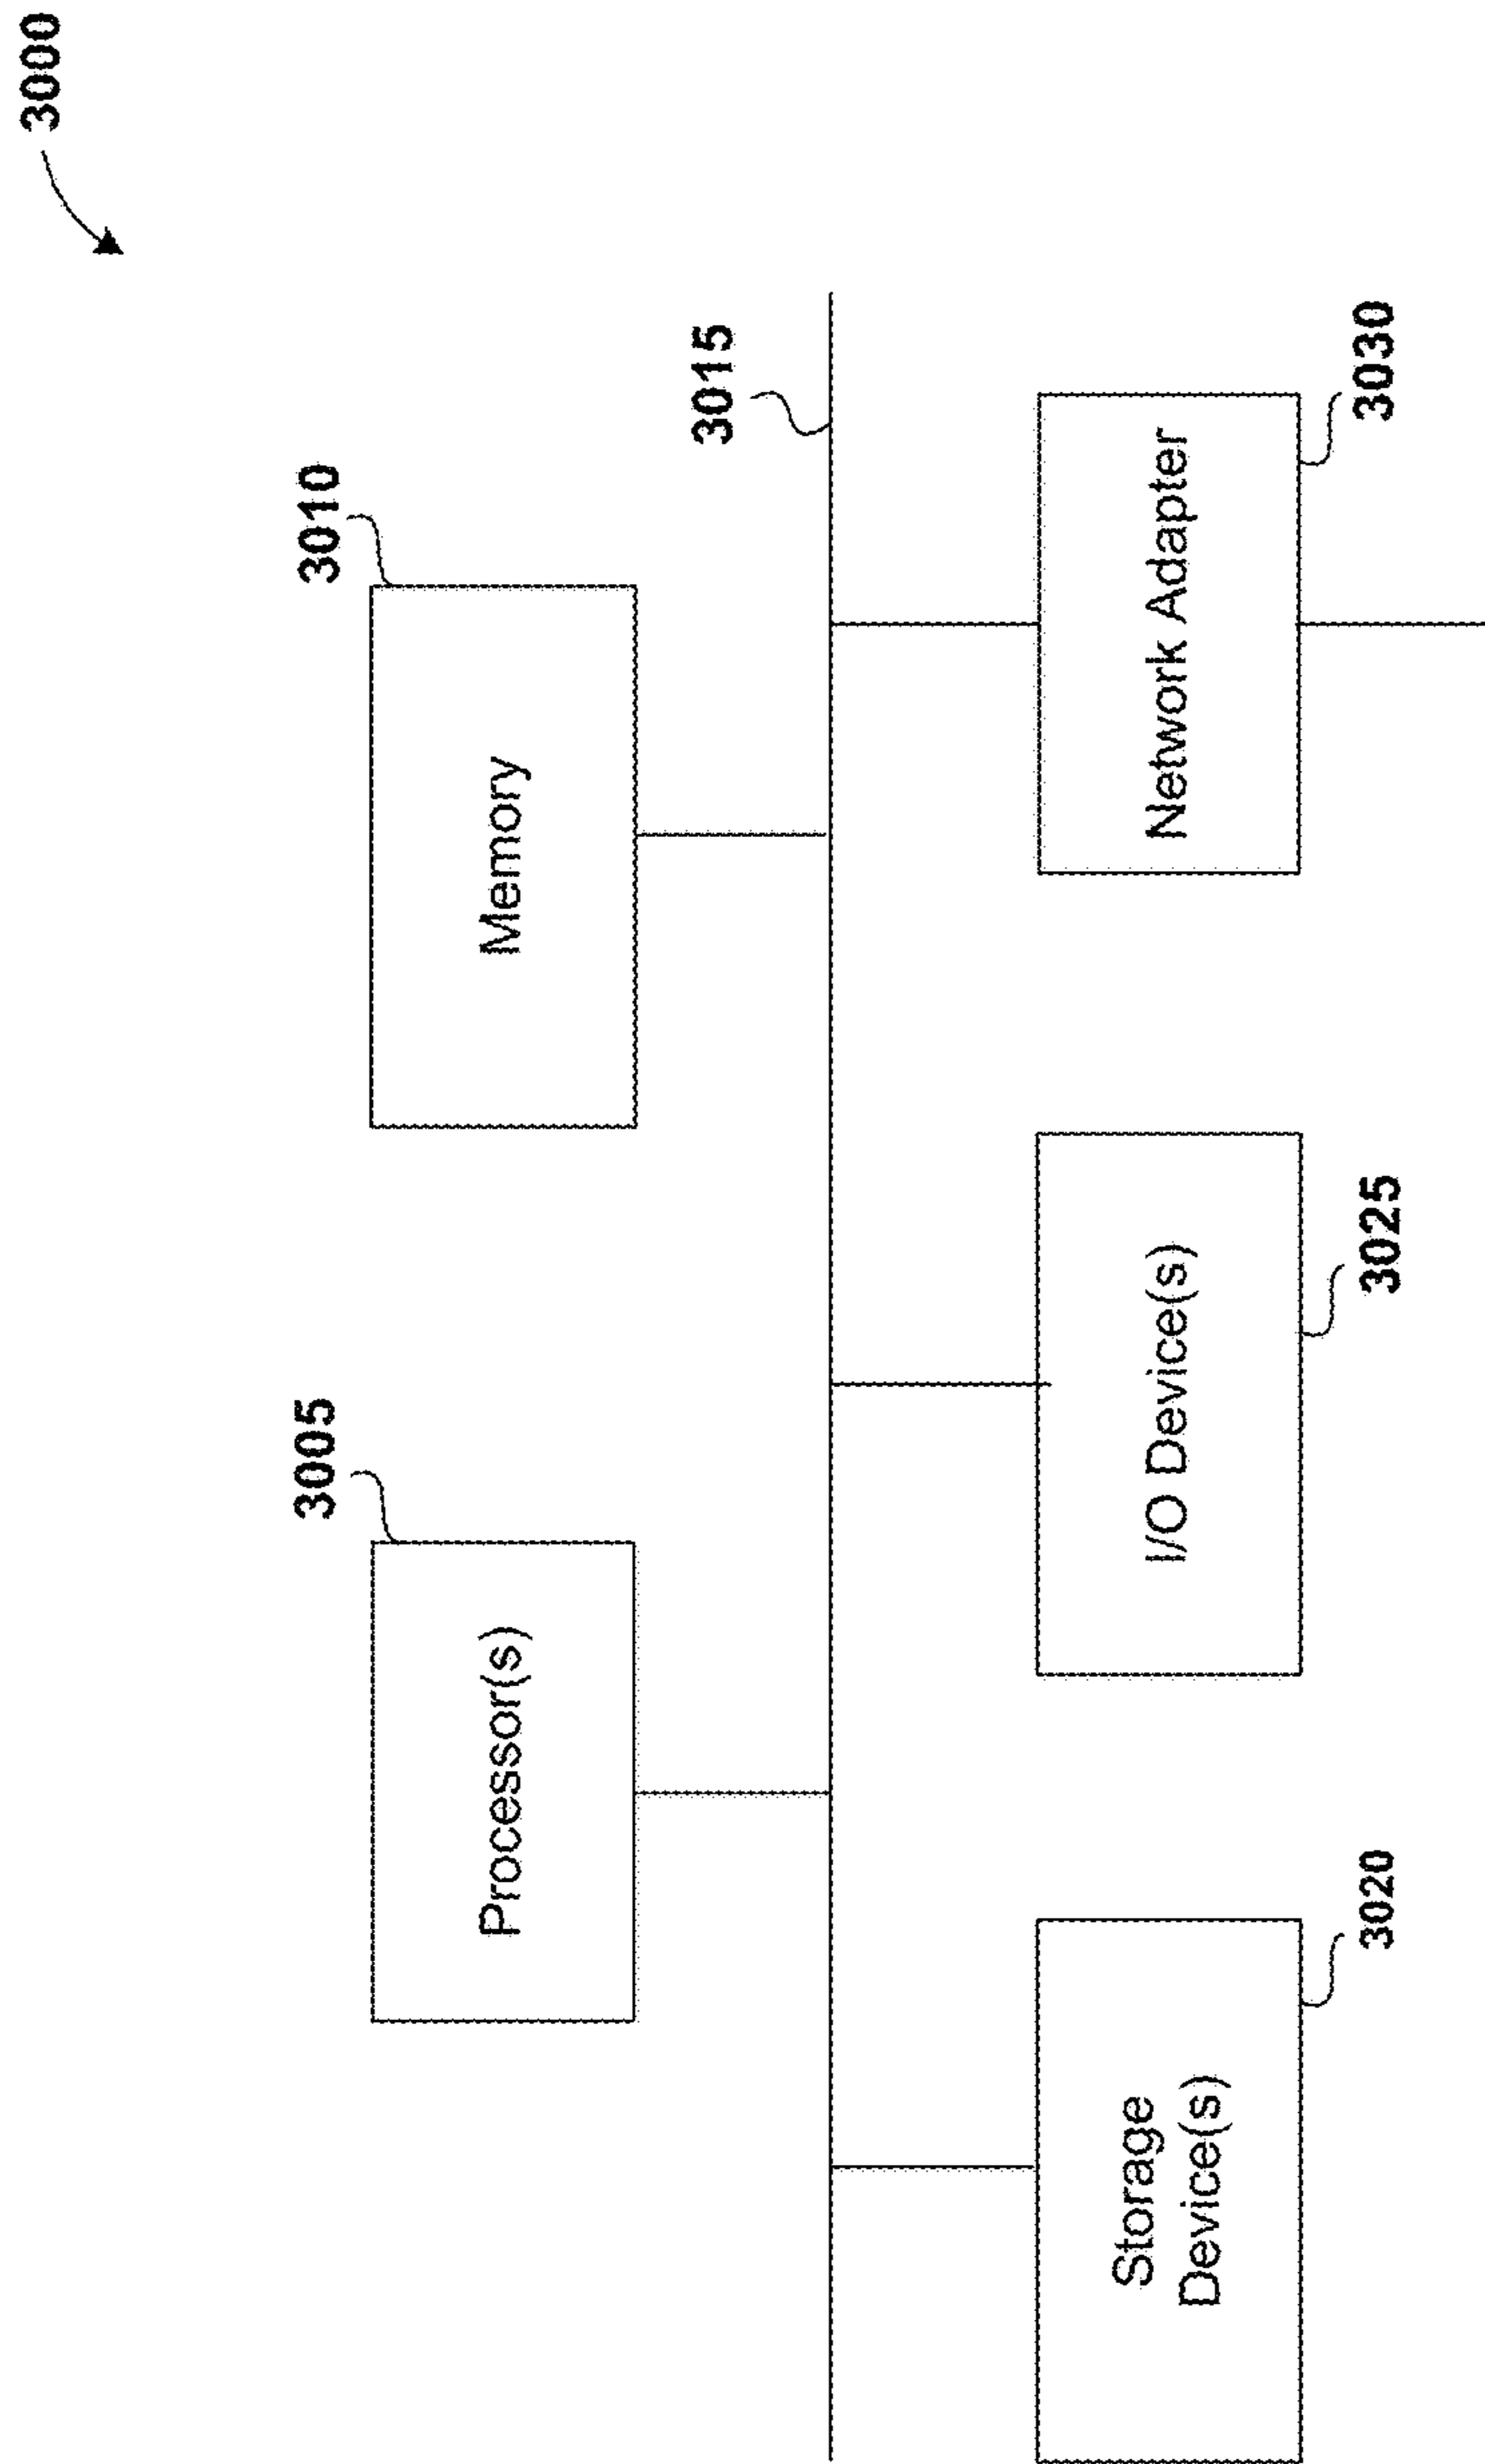 3000
3005
Processor(s)
3010
Memory
3015
Storage
Device(s)
3020
I/O Device(s)
3025
Network Adapter
3030